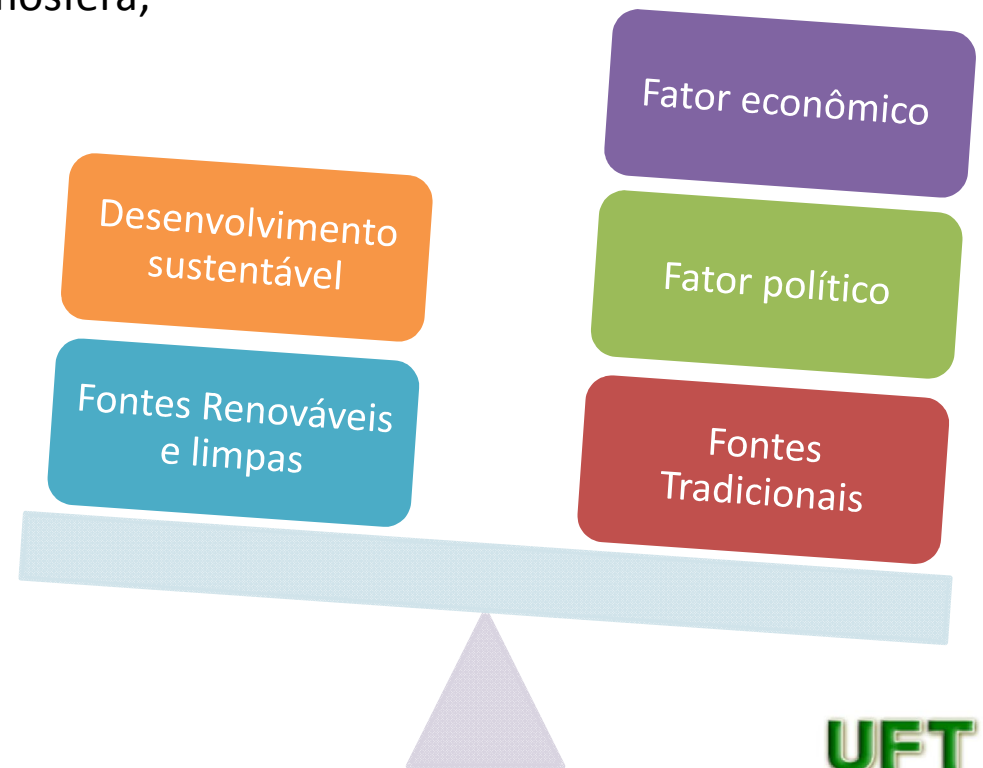 Desenvolvimento
sustentável
Fontes Renováveis
e limpas
Fator econômico
Fator político
Fontes
Tradicionais
UFT